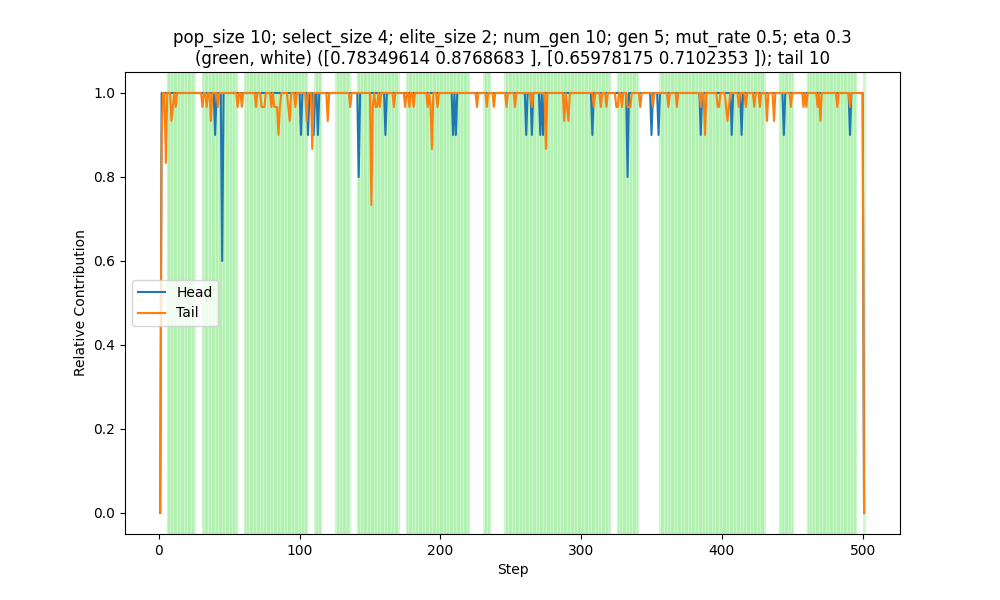 pop_size 10; select_size 4; elite_size 2; num_gen 10; gen 5; mut_rate 0.5; eta 0.3
(green, white) ([0.78349614 0.8768683 ], [0.65978175 0.7102353 ]); tail 10
1.0
0.8
0.6
0.4
0.2
0.0
Relative Contribution
Head
Tail
0 100 200 300 400 500
Step